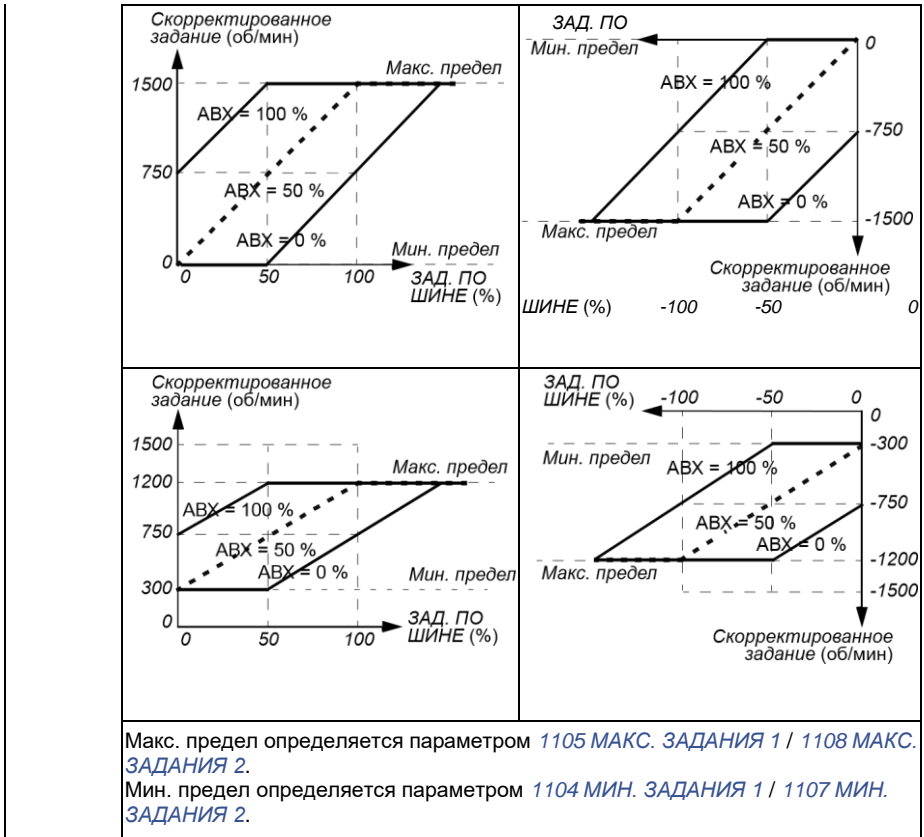 Скорректированное
задание (об/мин)
Макс. предел
1500
АВХ = 100 %
750
АВХ = 50 %
АВХ = 0 %
Мин. предел
0
0 50 100 ЗАД. ПО
ШИНЕ (%)
ЗАД. ПО
Мин. предел
0
АВХ = 100 %
-750
АВХ = 50 %
АВХ = 0 %
-1500
Макс. предел
Скорректированное
задание (об/мин)
ШИНЕ (%) -100 -50 0
Скорректированное
задание (об/мин)
1500
Макс. предел
1200
АВХ = 100 %
750
АВХ = 50 %
АВХ = 0 %
Мин. предел
300
0
0 50 100 ЗАД. ПО
ШИНЕ (%)
ЗАД. ПО
ШИНЕ (%) -100 -50 0
0
-300
Мин. предел
АВХ = 100 %
-750
АВХ = 50 %
АВХ = 0 %
-1200
Макс. предел
-1500
Скорректированное
задание (об/мин)
Макс. предел определяется параметром 1105 МАКС. ЗАДАНИЯ 1 / 1108 МАКС.
ЗАДАНИЯ 2.
Мин. предел определяется параметром 1104 МИН. ЗАДАНИЯ 1 / 1107 МИН.
ЗАДАНИЯ 2.